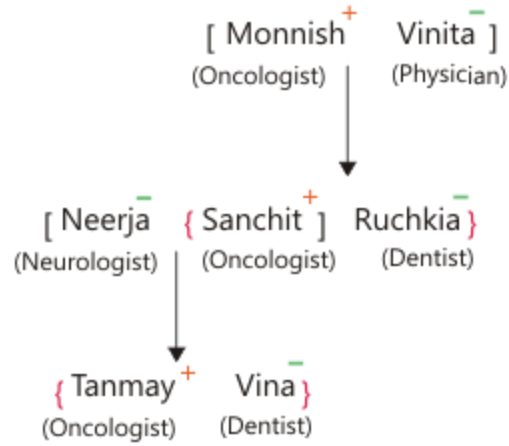 [ Monnish+ Vinita− ]
(Oncologist) (Physician)
[ Neerja− { Sanchit+ ] Ruchkia− }
(Neurologist) (Oncologist) (Dentist)
{ Tanmay+ Vina− }
(Oncologist) (Dentist)